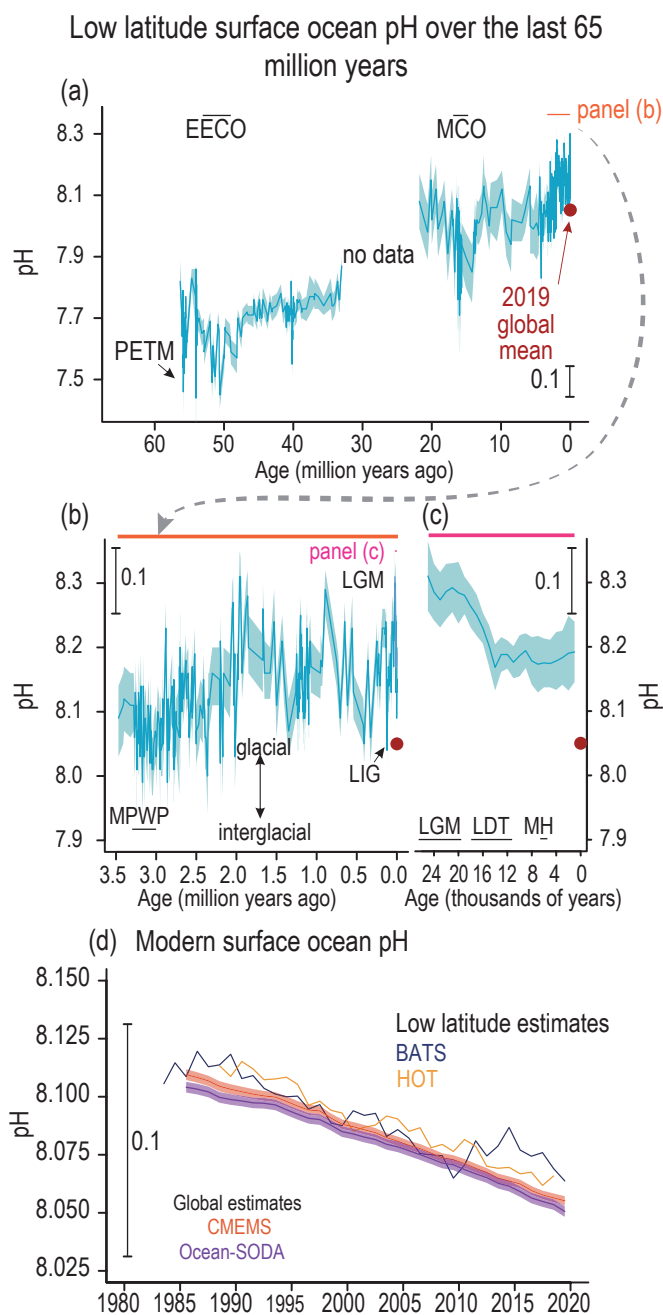 Low latitude surface ocean pH over the last 65
million years
(a)
panel (b)
EECO
MCO
8.3
8.1
7.9
7.7
7.5
pH
no data
PETM
2019
global
mean
0.1
60 50 40 30 20 10 0
Age (million years ago)
(b)
panel (c)
LGM
0.1
8.3
8.2
8.1
8.0
7.9
pH
glacial
interglacial
LIG
MPWP
3.5 3.0 2.5 2.0 1.5 1.0 0.5 0.0
Age (million years ago)
(c)
0.1
8.3
8.2
8.1
8.0
7.9
pH
LGM LDT MH
24 20 16 12 8 4 0
Age (thousands of years)
(d) Modern surface ocean pH
8.150
8.125
8.100
8.075
8.050
8.025
pH
0.1
Low latitude estimates
BATS
HOT
Global estimates
CMEMS
Ocean-SODA
1980 1985 1990 1995 2000 2005 2010 2015 2020